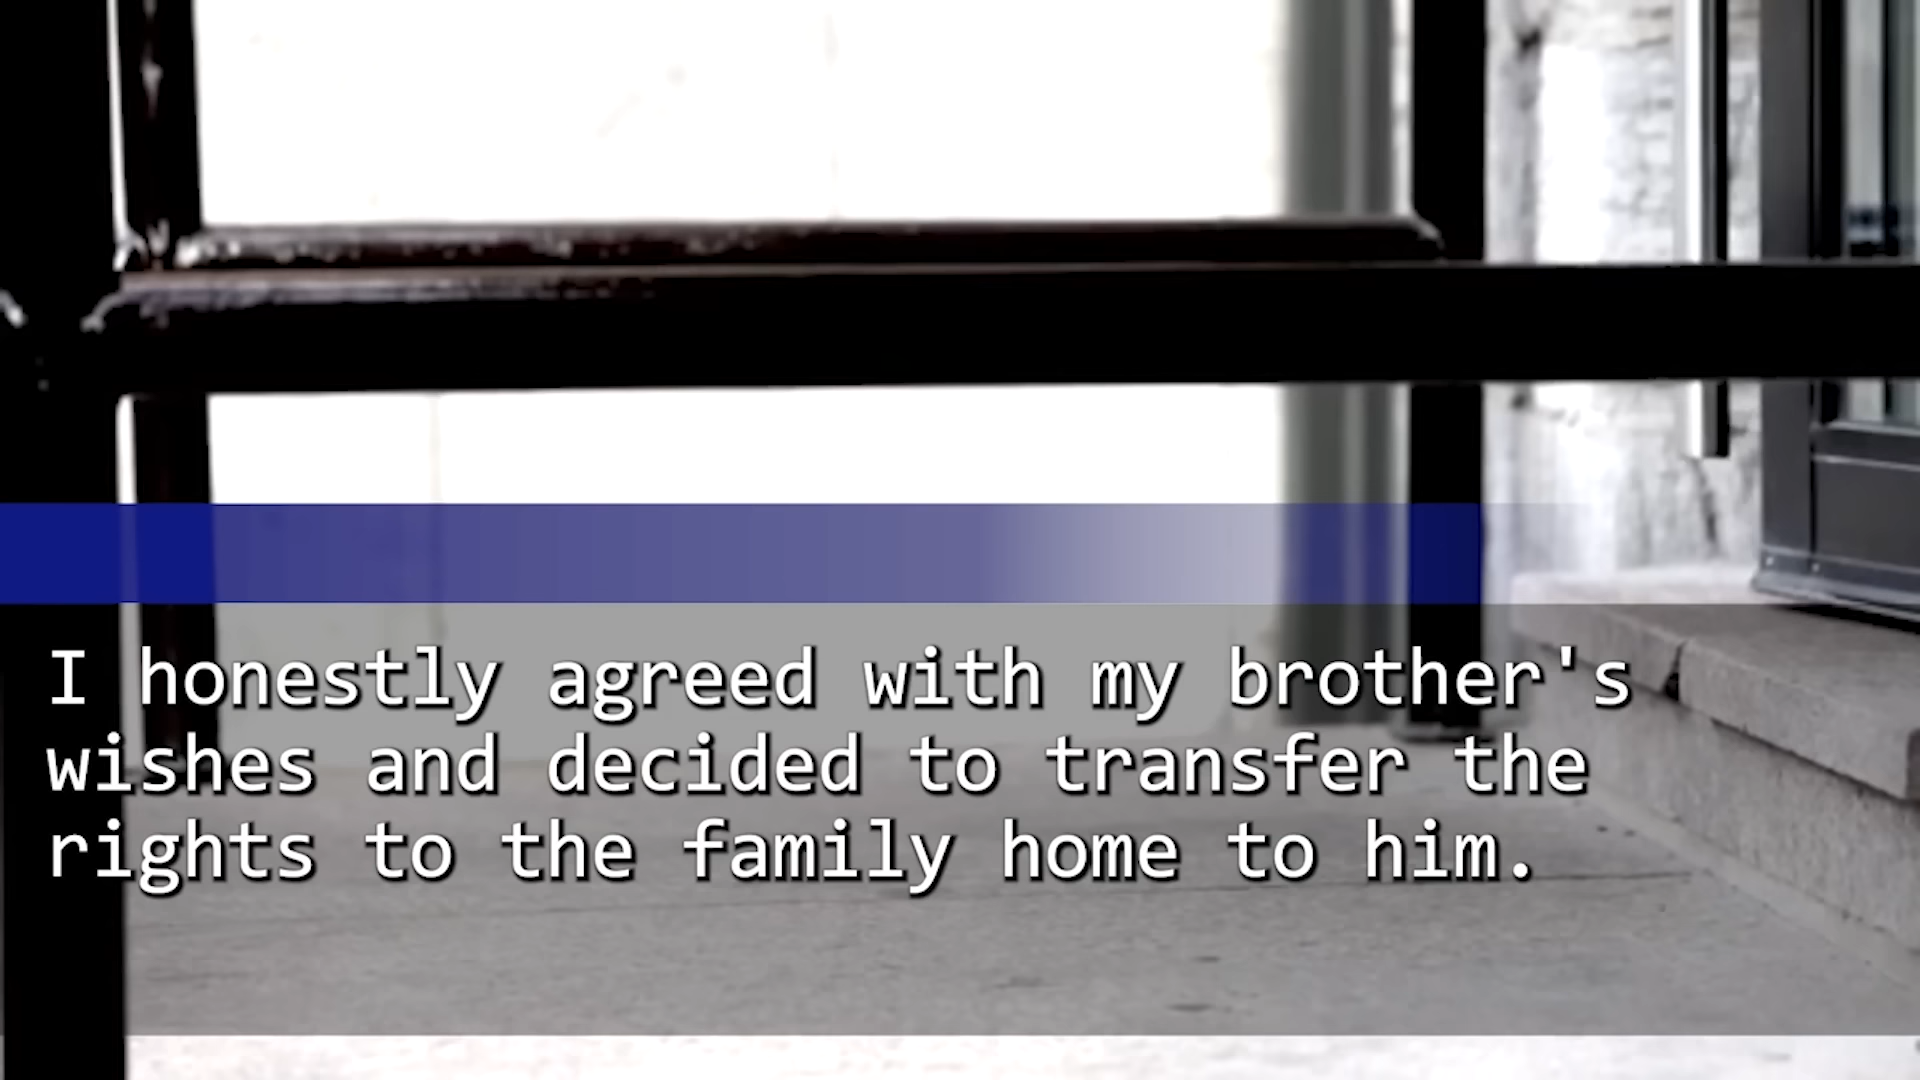 I honestly agreed with my brother's
wishes and decided to transfer the
rights to the family home to him.